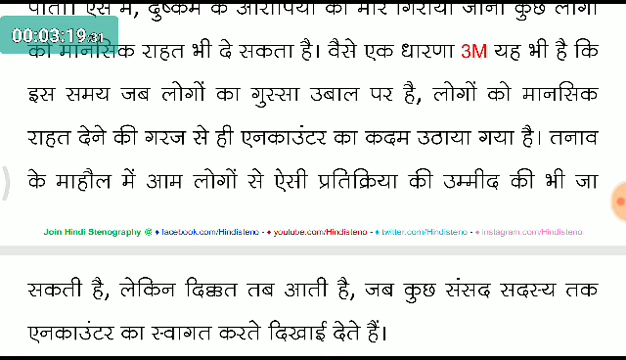 पाता। ऐसे में, दुष्कर्म के आरोपियों को मार गिराया जाना कुछ लोगों
00:03:19
को मानसिक राहत भी दे सकता है। वैसे एक धारणा 3M यह भी है कि
इस समय जब लोगों का गुस्सा उबाल पर है, लोगों को मानसिक
राहत देने की गरज से ही एनकाउंटर का कदम उठाया गया है। तनाव
के माहौल में आम लोगों से ऐसी प्रतिक्रिया की उम्मीद की भी जा
Join Hindi Stenography @ ♦ facebook.com/Hindisteno - ♦ youtube.com/Hindisteno - ♦ twitter.com/Hindisteno - ♦ instagram.com/Hindisteno
सकती है, लेकिन दिक्कत तब आती है, जब कुछ संसद सदस्य तक
एनकाउंटर का स्वागत करते दिखाई देते हैं।